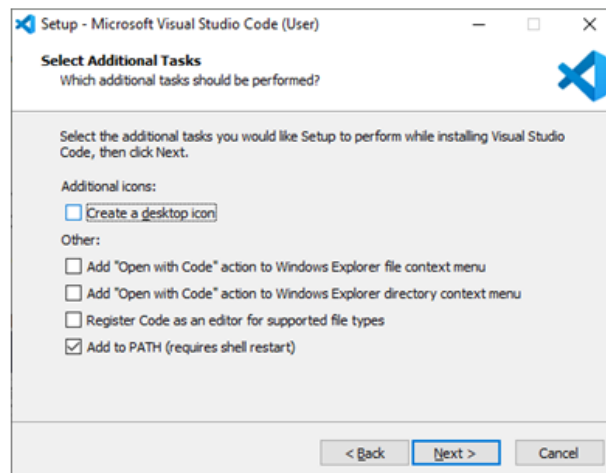 Setup - Microsoft Visual Studio Code (User)
Select Additional Tasks
Which additional tasks should be performed?
Select the additional tasks you would like Setup to perform while installing Visual Studio
Code, then click Next.
Additional icons:
Create a desktop icon
Other:
Add "Open with Code" action to Windows Explorer file context menu
Add "Open with Code" action to Windows Explorer directory context menu
Register Code as an editor for supported file types
Add to PATH (requires shell restart)
< Back Next > Cancel